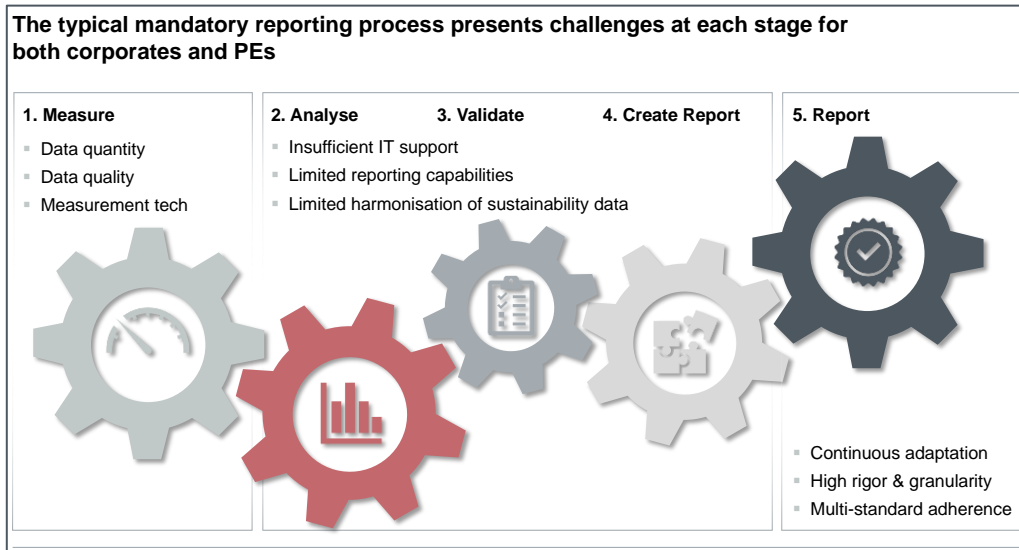 The typical mandatory reporting process presents challenges at each stage for
both corporates and PEs
1. Measure
Data quantity
Data quality
Measurement tech
2. Analyse
3. Validate
4. Create Report
Insufficient IT support
Limited reporting capabilities
Limited harmonisation of sustainability data
5. Report
Continuous adaptation
High rigor & granularity
Multi-standard adherence